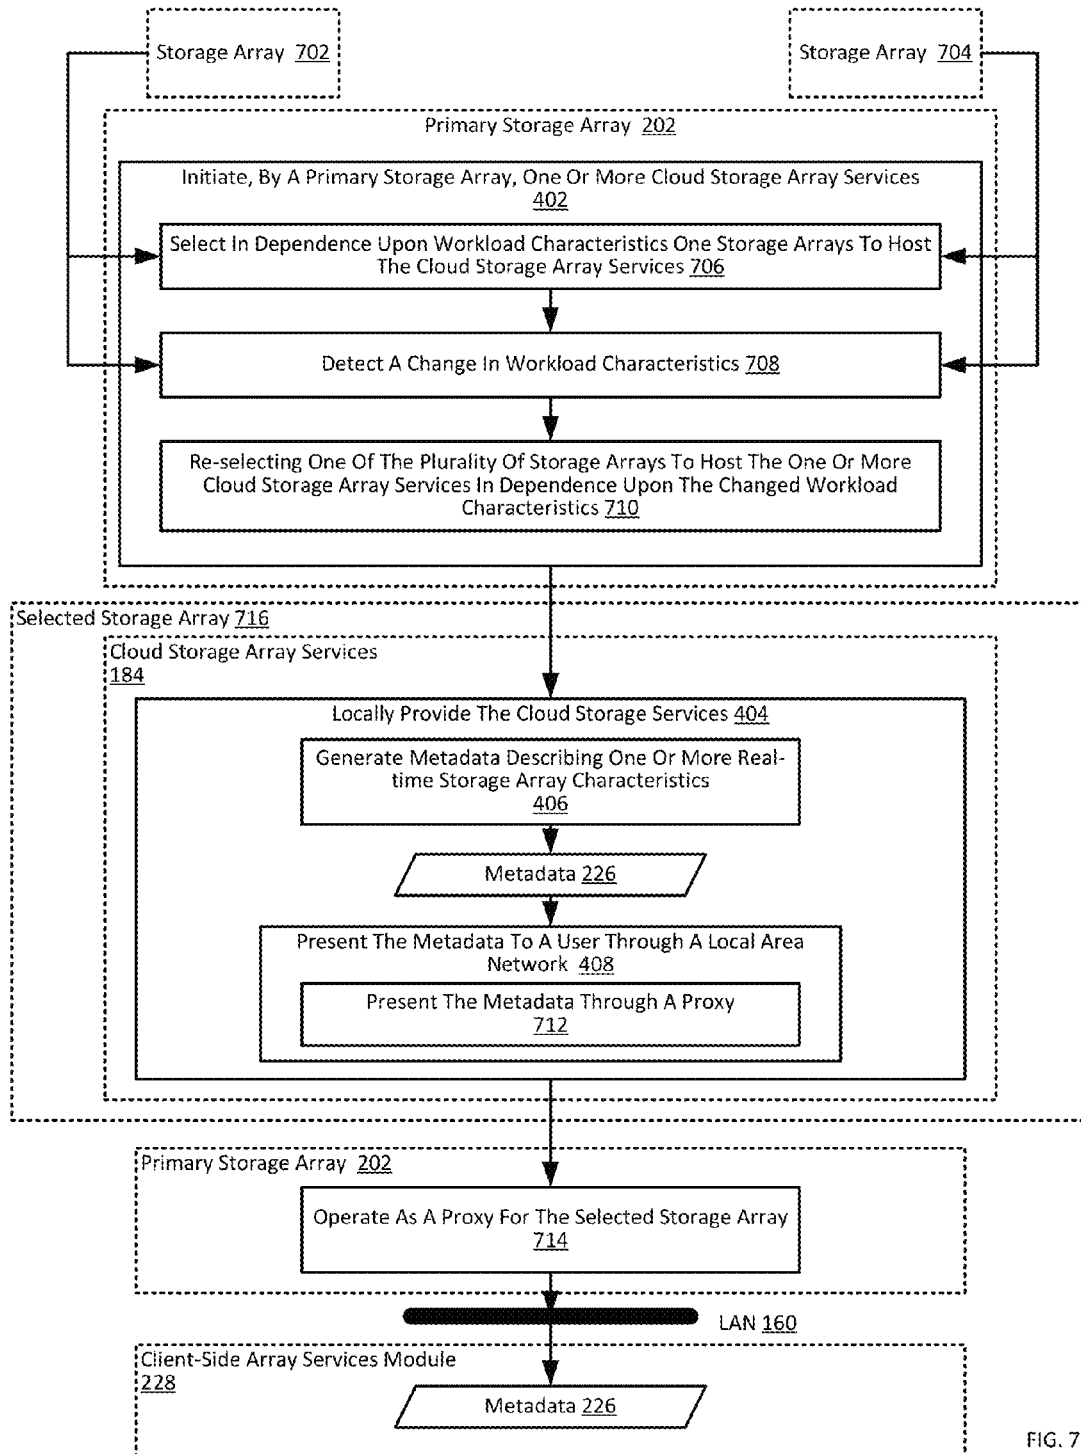 Storage Array 702
Storage Array 704
Primary Storage Array 202
Initiate, By A Primary Storage Array, One Or More Cloud Storage Array Services
402
Select In Dependence Upon Workload Characteristics One Storage Arrays To Host
The Cloud Storage Array Services 706
Detect A Change In Workload Characteristics 708
Re-selecting One Of The Plurality Of Storage Arrays To Host The One Or More
Cloud Storage Array Services In Dependence Upon The Changed Workload
Characteristics 710
Selected Storage Array 716
Cloud Storage Array Services
184
Locally Provide The Cloud Storage Services 404
Generate Metadata Describing One Or More Real-
time Storage Array Characteristics
406
Metadata 226
Present The Metadata To A User Through A Local Area
Network 408
Present The Metadata Through A Proxy
712
Primary Storage Array 202
Operate As A Proxy For The Selected Storage Array
714
LAN 160
Client-Side Array Services Module
228
Metadata 226
FIG. 7